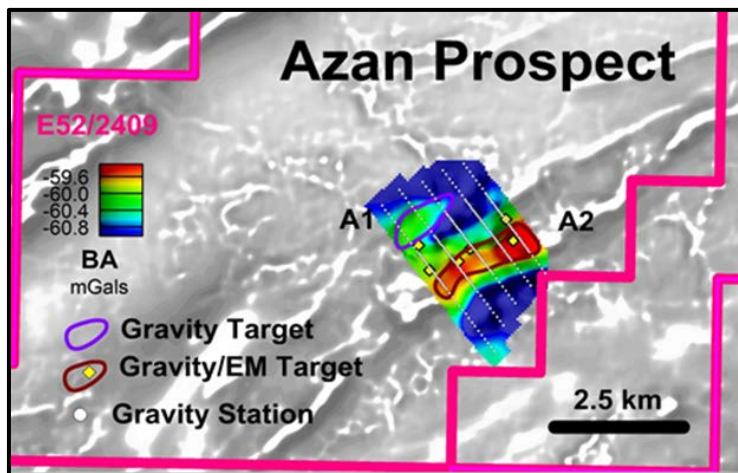 Azan Prospect
E52/2409
-59.6
-60.0
-60.4
-60.8
BA
mGals
A1
A2
Gravity Target
Gravity/EM Target
Gravity Station
2.5 km